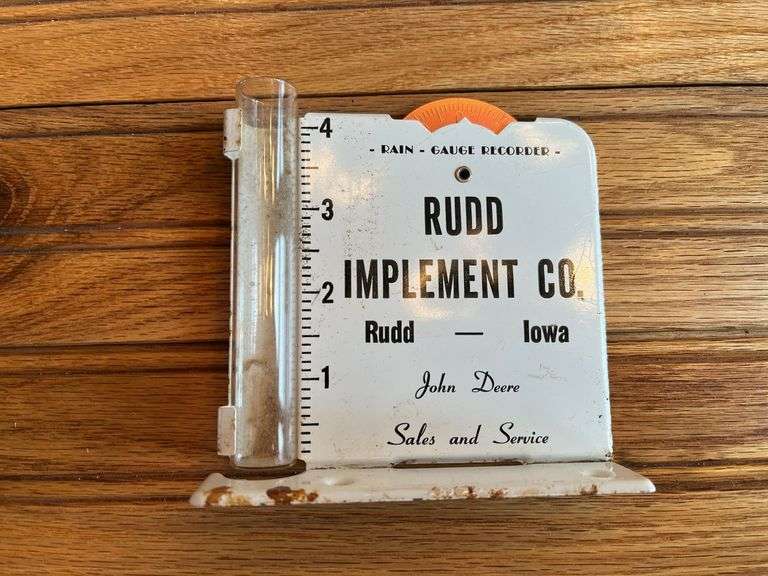 - RAIN - GAUGE RECORDER -
RUDD
IMPLEMENT CO.
Rudd — Iowa
John Deere
Sales and Service
4
3
2
1